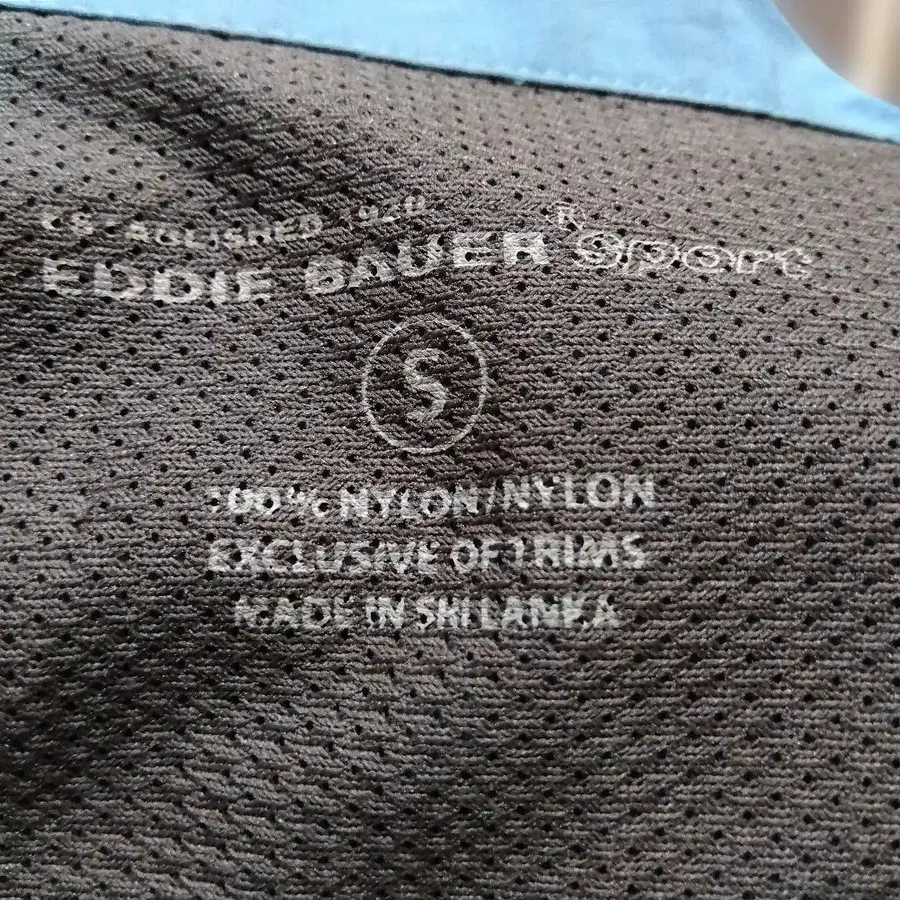 ESTABLISHED 1920
EDDIE BAUER® Sport
S
100% NYLON/NYLON
EXCLUSIVE OF TRIMS
MADE IN SRI LANKA